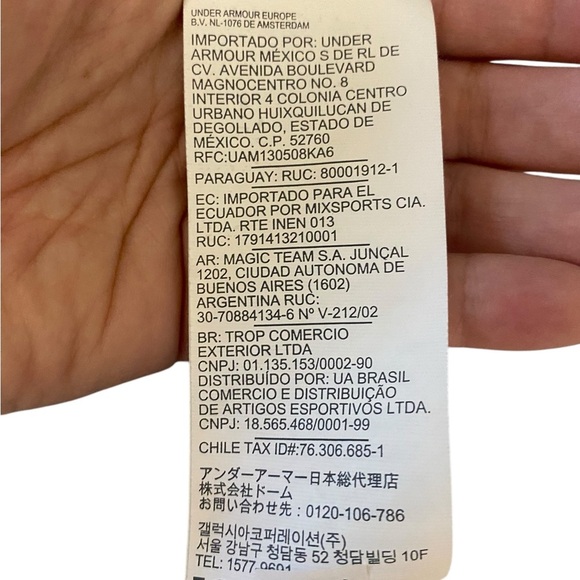 UNDER ARMOUR EUROPE
B.V. NL-1076 DE AMSTERDAM
IMPORTADO POR: UNDER
ARMOUR MÉXICO S DE RL DE
CV. AVENIDA BOULEVARD
MAGNOCENTRO NO. 8
INTERIOR 4 COLONIA CENTRO
URBANO HUIXQUILUCAN DE
DEGOLLADO, ESTADO DE
MÉXICO. C.P. 52760
RFC:UAM130508KA6
PARAGUAY: RUC: 80001912-1
EC: IMPORTADO PARA EL
ECUADOR POR MIXSPORTS CIA.
LTDA. RTE INEN 013
RUC: 1791413210001
AR: MAGIC TEAM S.A. JUNÇAL
1202, CIUDAD AUTONOMA DE
BUENOS AIRES (1602)
ARGENTINA RUC:
30-70884134-6 Nº V-212/02
BR: TROP COMERCIO
EXTERIOR LTDA
CNPJ: 01.135.153/0002-90
DISTRIBUÍDO POR: UA BRASIL
COMERCIO E DISTRIBUIÇÃO
DE ARTIGOS ESPORTIVOS LTDA.
CNPJ: 18.565.468/0001-99
CHILE TAX ID#:76.306.685-1
アンダーアーマー日本総代理店
株式会社ドーム
お問い合わせ先：0120-106-786
갤럭시아코퍼레이션(주)
서울 강남구 청담동 52 청담빌딩 10F
TEL: 1577-9691